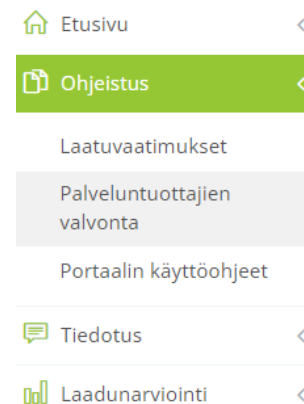 Etusivu
Ohjeistus
Laatuvaatimukset
Palveluntuottajien
valvonta
Portaalin käyttöohjeet
Tiedotus
Laadunarviointi